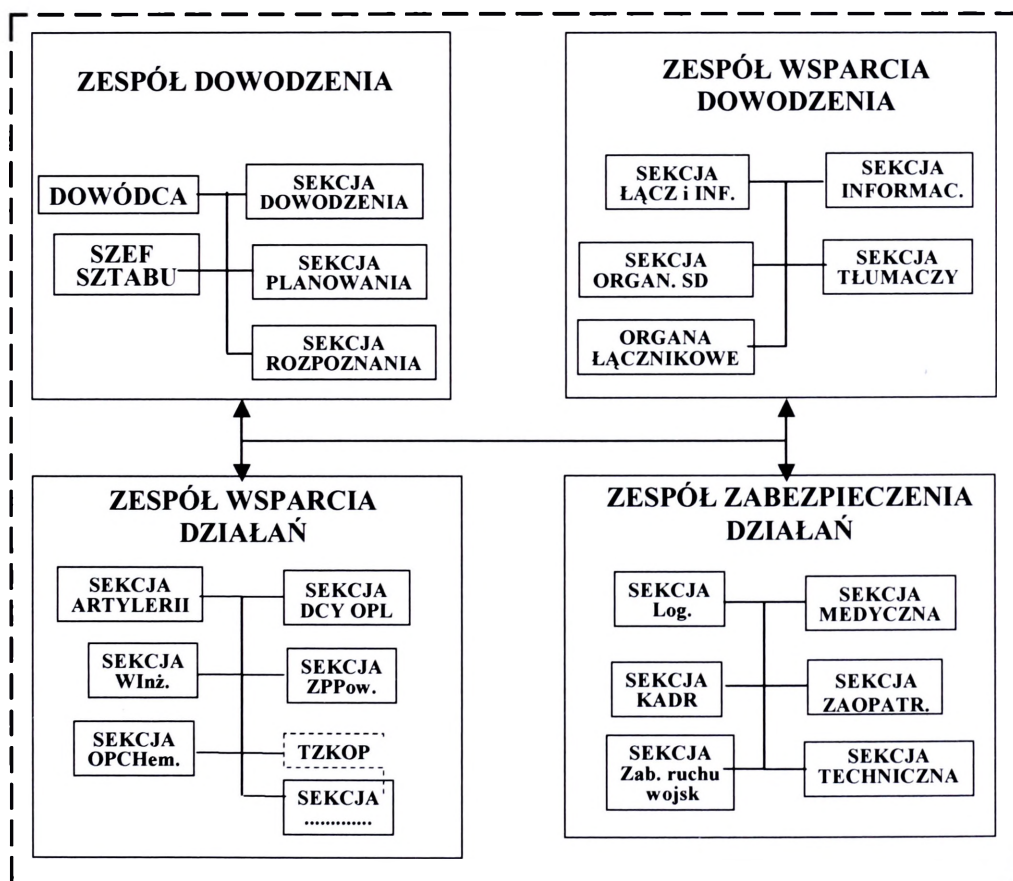 ZESPÓŁ DOWODZENIA
DOWÓDCA
SZEF
SZTABU
SEKCJA
DOWODZENIA
SEKCJA
PLANOWANIA
SEKCJA
ROZPOZNANIA
ZESPÓŁ WSPARCIA
DOWODZENIA
SEKCJA
ŁĄCZ i INF.
SEKCJA
INFORMAC.
SEKCJA
ORGAN. SD
SEKCJA
TŁUMACZY
ORGANA
ŁĄCZNIKOWE
ZESPÓŁ WSPARCIA
DZIAŁAŃ
SEKCJA
ARTYLERII
SEKCJA
DCY OPL
SEKCJA
WInż.
SEKCJA
ZPPow.
SEKCJA
OPCHem.
TZKOP
SEKCJA
.............
ZESPÓŁ ZABEZPIECZENIA
DZIAŁAŃ
SEKCJA
Log.
SEKCJA
MEDYCZNA
SEKCJA
KADR
SEKCJA
ZAOPATR.
SEKCJA
Zab. ruchu
wojsk
SEKCJA
TECHNICZNA